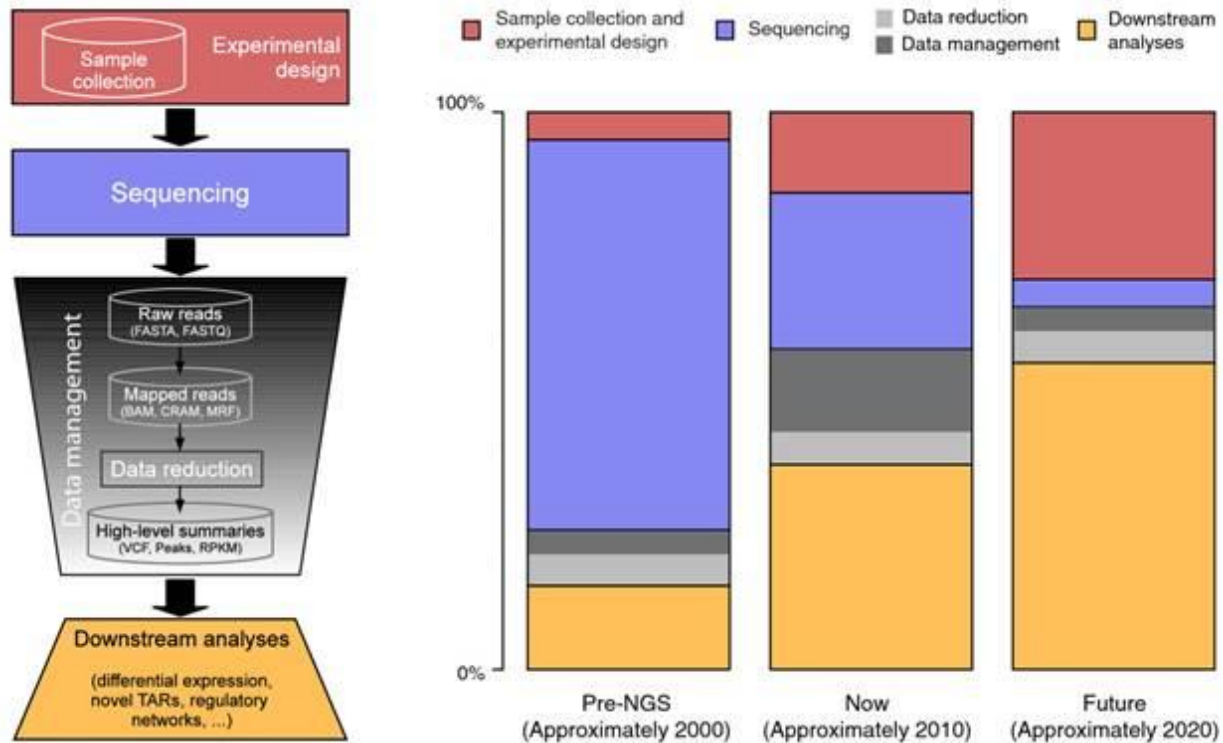 Sample
collection
Experimental
design
Sequencing
Data management
Raw reads
(FASTA, FASTQ)
Mapped reads
(BAM, CRAM, MRF)
Data reduction
High-level summaries
(VCF, Peaks, RPKM)
Downstream analyses
(differential expression,
novel TARs, regulatory
networks, ...)
Sample collection and
experimental design
Sequencing
Data reduction
Data management
Downstream
analyses
100%
0%
Pre-NGS
(Approximately 2000)
Now
(Approximately 2010)
Future
(Approximately 2020)